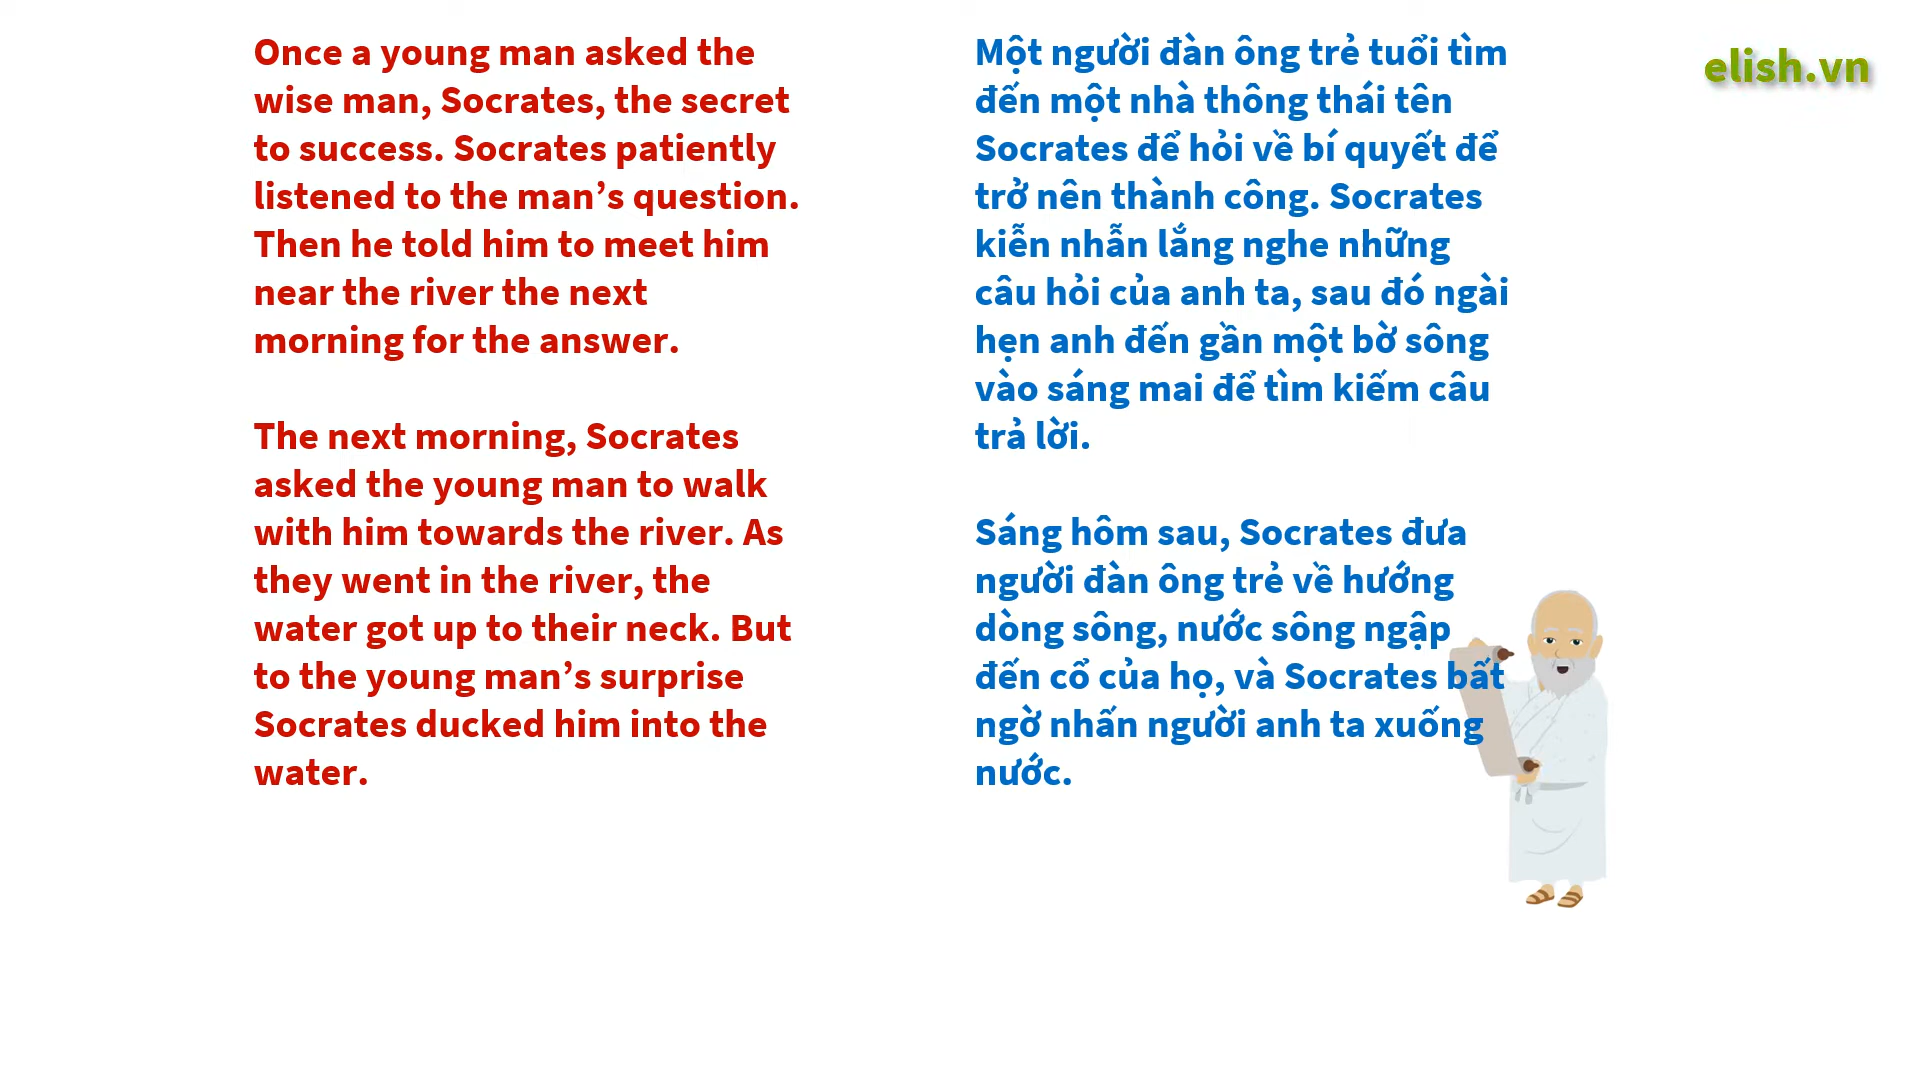 Once a young man asked the
wise man, Socrates, the secret
to success. Socrates patiently
listened to the man’s question.
Then he told him to meet him
near the river the next
morning for the answer.
The next morning, Socrates
asked the young man to walk
with him towards the river. As
they went in the river, the
water got up to their neck. But
to the young man’s surprise
Socrates ducked him into the
water.
Một người đàn ông trẻ tuổi tìm
đến một nhà thông thái tên
Socrates để hỏi về bí quyết để
trở nên thành công. Socrates
kiễn nhẫn lắng nghe những
câu hỏi của anh ta, sau đó ngài
hẹn anh đến gần một bờ sông
vào sáng mai để tìm kiếm câu
trả lời.
Sáng hôm sau, Socrates đưa
người đàn ông trẻ về hướng
dòng sông, nước sông ngập
đến cổ của họ, và Socrates bất
ngờ nhấn người anh ta xuống
nước.
elish.vn